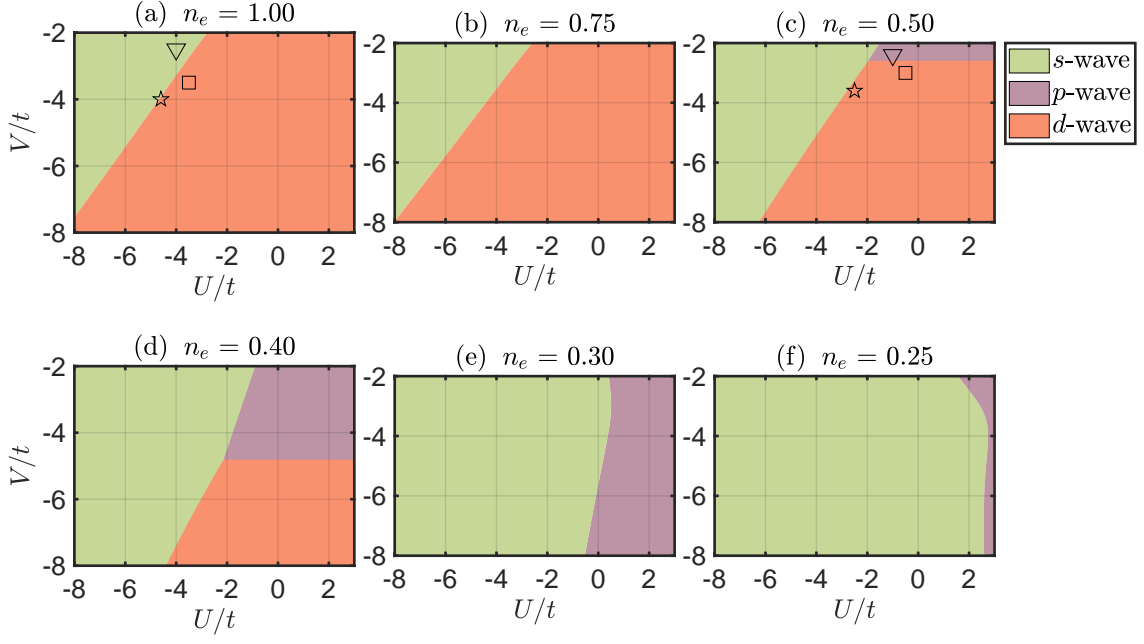 (a) n_e = 1.00
(b) n_e = 0.75
(c) n_e = 0.50
s-wave
p-wave
d-wave
V/t
-2
-4
-6
-8
-8 -6 -4 -2 0 2
U/t
-2
-4
-6
-8
-8 -6 -4 -2 0 2
U/t
-2
-4
-6
-8
-8 -6 -4 -2 0 2
U/t
(d) n_e = 0.40
(e) n_e = 0.30
(f) n_e = 0.25
V/t
-2
-4
-6
-8
-8 -6 -4 -2 0 2
U/t
-2
-4
-6
-8
-8 -6 -4 -2 0 2
U/t
-2
-4
-6
-8
-8 -6 -4 -2 0 2
U/t